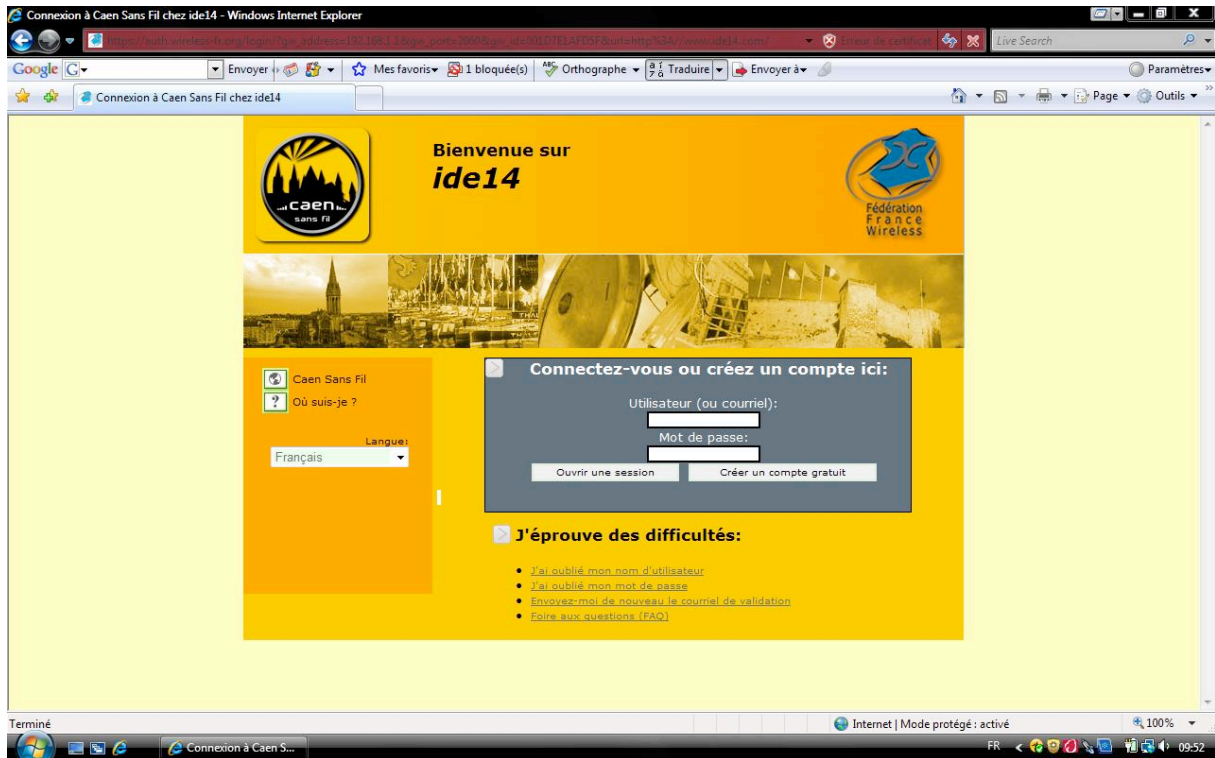 Connexion à Caen Sans Fil chez ide14 - Windows Internet Explorer
Erreur de certificat
Live Search
Google
Envoyer
Mes favoris
1 bloquée(s)
Orthographe
Traduire
Envoyer à
Paramètres
Connexion à Caen Sans Fil chez ide14
Page
Outils
caen
sans fil
Bienvenue sur
ide14
Fédération
France
Wireless
Caen Sans Fil
Où suis-je ?
Langue:
Français
Connectez-vous ou créez un compte ici:
Utilisateur (ou courriel):
Mot de passe:
Ouvrir une session
Créer un compte gratuit
J'éprouve des difficultés:
J'ai oublié mon nom d'utilisateur
J'ai oublié mon mot de passe
Envoyez-moi de nouveau le courriel de validation
Foire aux questions (FAQ)
Terminé
Internet | Mode protégé : activé
100%
Connexion à Caen S...
FR
09:52